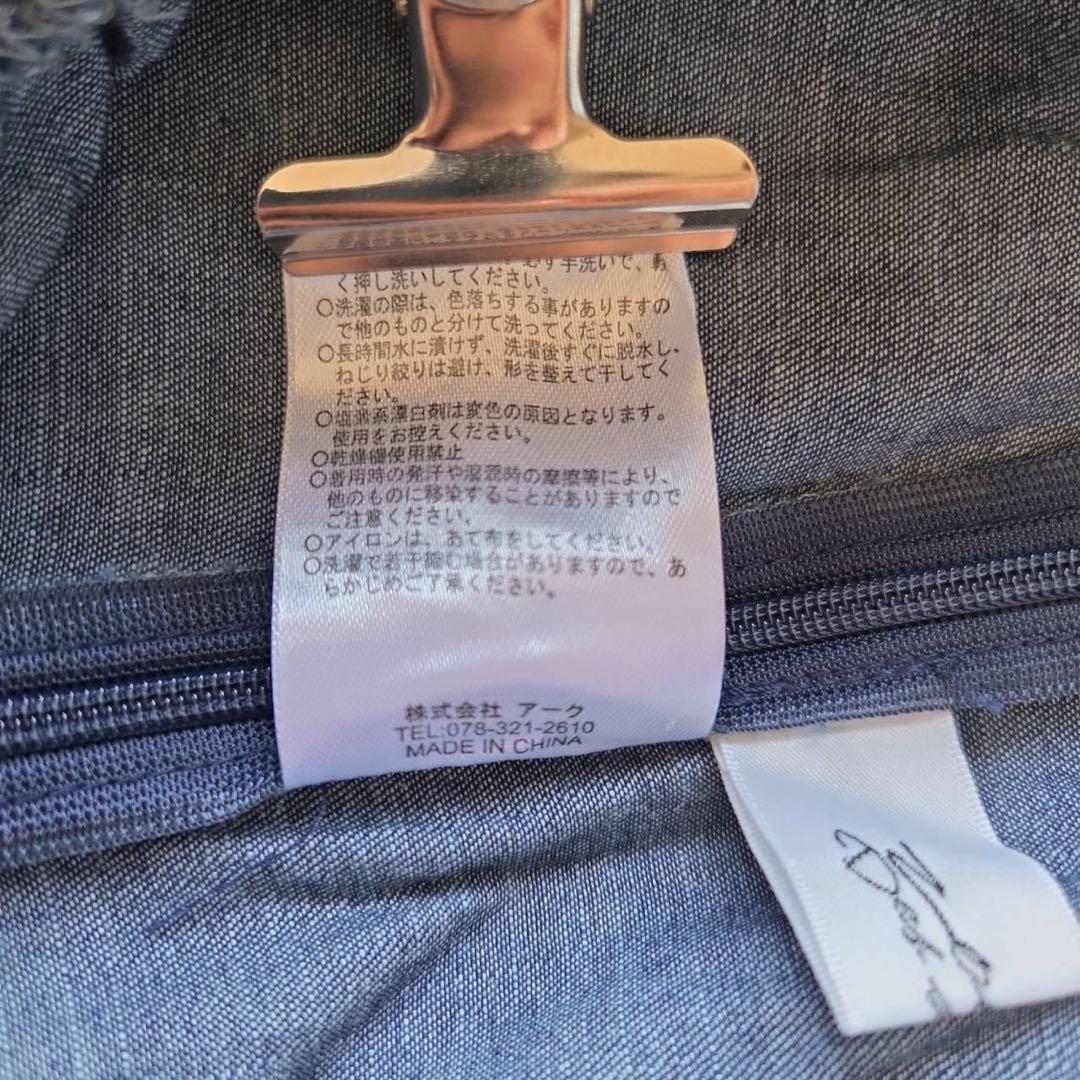 必ず手洗いで、軽
く押し洗いしてください。
○洗濯の際は、色落ちする事がありますの
で他のものと分けて洗ってください。
○長時間水に漬けず、洗濯後すぐに脱水し、
ねじり絞りは避け、形を整えて干してく
ださい。
○塩素系漂白剤は変色の原因となります。
使用をお控えください。
○乾燥機使用禁止
○着用時の発汗や湿潤時の摩擦等により、
他のものに移染することがありますので
ご注意ください。
○アイロンは、あて布をしてください。
○洗濯で若干縮む場合がありますので、あ
らかじめご了承ください。
株式会社 アーク
TEL:078-321-2610
MADE IN CHINA